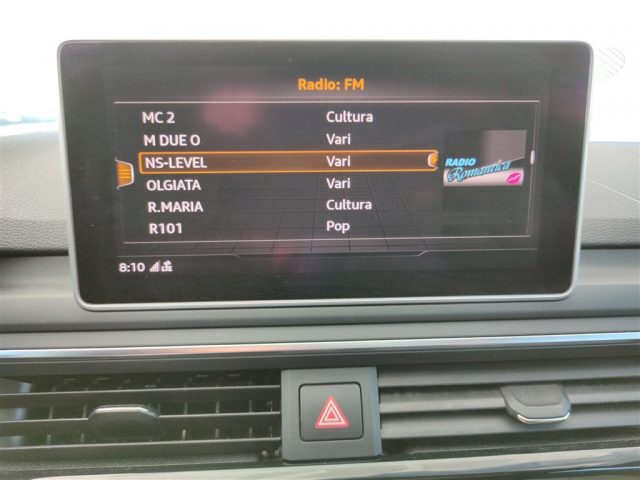 Radio: FM
MC 2 Cultura
M DUE O Vari
NS-LEVEL Vari
OLGIATA Vari
R.MARIA Cultura
R101 Pop
RADIO
Romantica
8:10 LTE